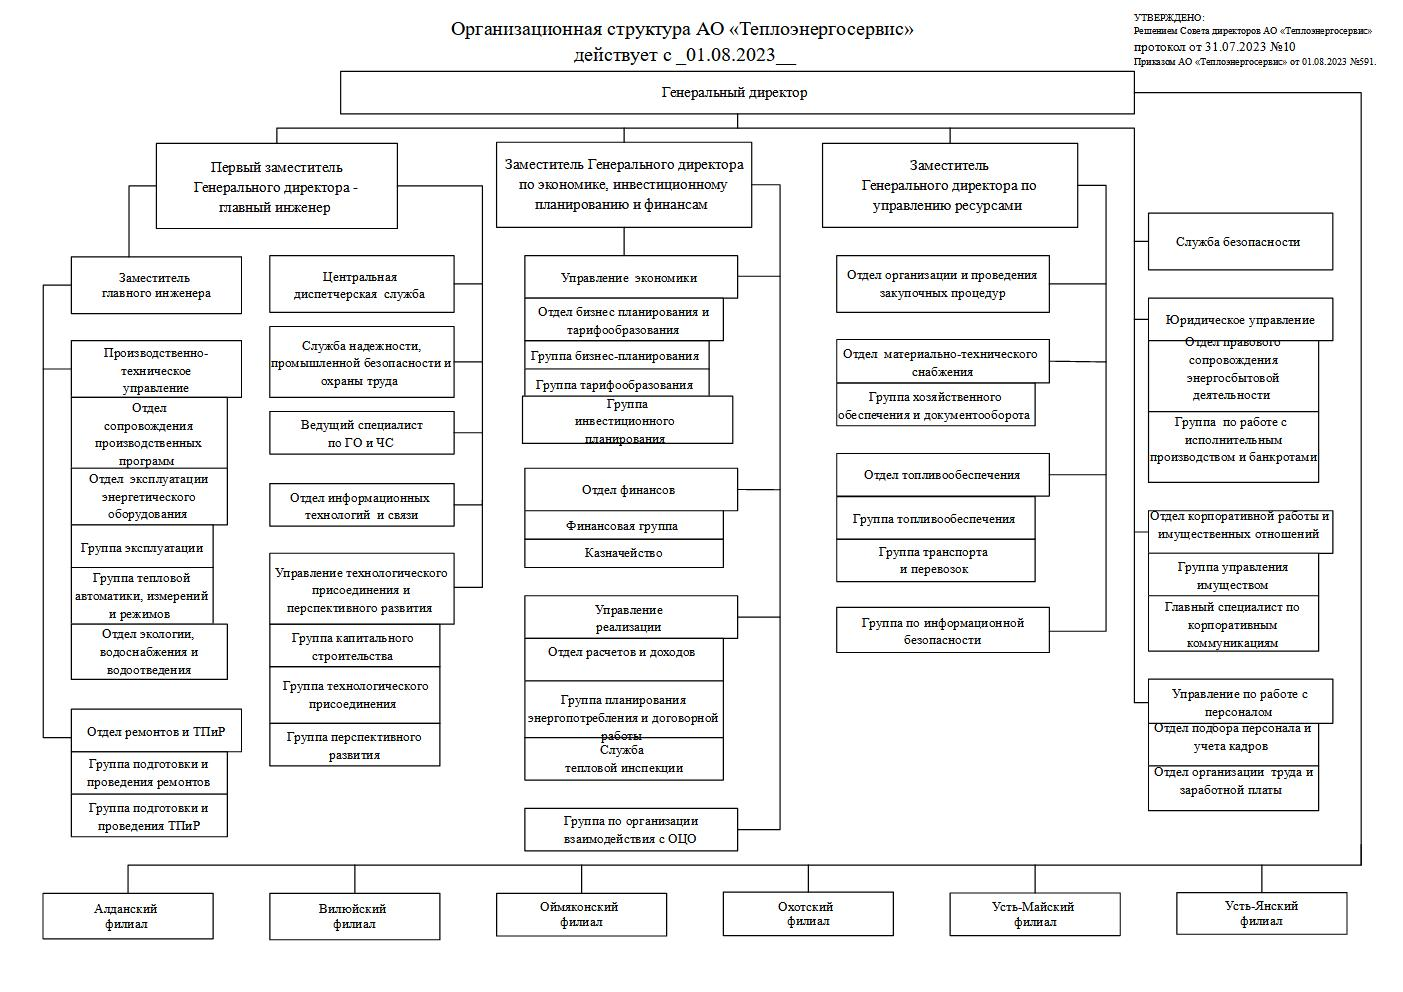 Организационная структура АО «Теплоэнергосервис»
действует с _01.08.2023__
УТВЕРЖДЕНО:
Решением Совета директоров АО «Теплоэнергосервис»
протокол от 31.07.2023 №10
Приказом АО «Теплоэнергосервис» от 01.08.2023 №591.
Генеральный директор
Первый заместитель
Генерального директора -
главный инженер
Заместитель
главного инженера
Производственно-
техническое
управление
Отдел
сопровождения
производственных
программ
Отдел эксплуатации
энергетического
оборудования
Группа эксплуатации
Группа тепловой
автоматики, измерений
и режимов
Отдел экологии,
водоснабжения и
водоотведения
Отдел ремонтов и ТПиР
Группа подготовки и
проведения ремонтов
Группа подготовки и
проведения ТПиР
Центральная
диспетчерская служба
Служба надежности,
промышленной безопасности и
охраны труда
Ведущий специалист
по ГО и ЧС
Отдел информационных
технологий и связи
Управление технологического
присоединения и
перспективного развития
Группа капитального
строительства
Группа технологического
присоединения
Группа перспективного
развития
Заместитель Генерального директора
по экономике, инвестиционному
планированию и финансам
Управление экономики
Отдел бизнес планирования и
тарифообразования
Группа бизнес-планирования
Группа тарифообразования
Группа
инвестиционного
планирования
Отдел финансов
Финансовая группа
Казначейство
Управление
реализации
Отдел расчетов и доходов
Группа планирования
энергопотребления и договорной
работы
Служба
тепловой инспекции
Группа по организации
взаимодействия с ОЦО
Заместитель
Генерального директора по
управлению ресурсами
Отдел организации и проведения
закупочных процедур
Отдел материально-технического
снабжения
Группа хозяйственного
обеспечения и документооборота
Отдел топливообеспечения
Группа топливообеспечения
Группа транспорта
и перевозок
Группа по информационной
безопасности
Служба безопасности
Юридическое управление
Отдел правового
сопровождения
энергосбытовой
деятельности
Группа по работе с
исполнительным
производством и банкротами
Отдел корпоративной работы и
имущественных отношений
Группа управления
имуществом
Главный специалист по
корпоративным
коммуникациям
Управление по работе с
персоналом
Отдел подбора персонала и
учета кадров
Отдел организации труда и
заработной платы
Алданский
филиал
Вилюйский
филиал
Оймяконский
филиал
Охотский
филиал
Усть-Майский
филиал
Усть-Янский
филиал